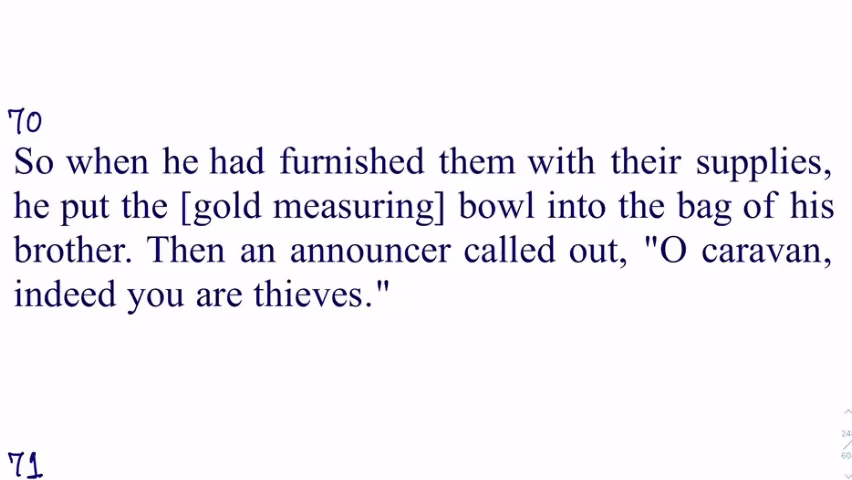 70
So when he had furnished them with their supplies,
he put the [gold measuring] bowl into the bag of his
brother. Then an announcer called out, "O caravan,
indeed you are thieves."
71